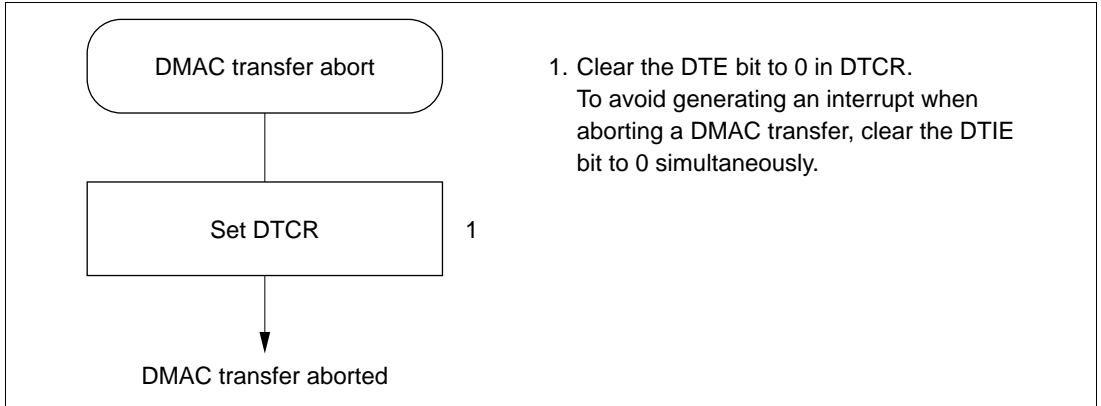 DMAC transfer abort
Set DTCR
1
DMAC transfer aborted
1. Clear the DTE bit to 0 in DTCR.
To avoid generating an interrupt when
aborting a DMAC transfer, clear the DTIE
bit to 0 simultaneously.